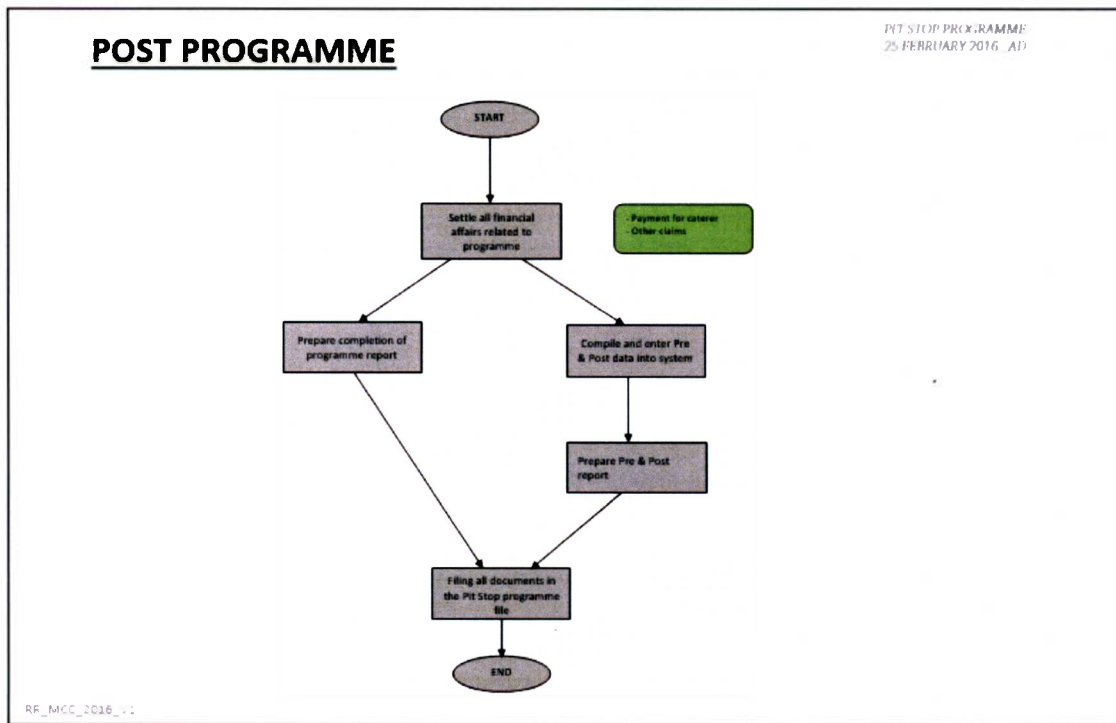 PIT STOP PROGRAMME
25 FEBRUARY 2016_AD
POST PROGRAMME
START
Settle all financial
affairs related to
programme
- Payment for caterer
- Other claims
Prepare completion of
programme report
Compile and enter Pre
& Post data into system
Prepare Pre & Post
report
Filing all documents in
the Pit Stop programme
file
END
RR_MCC_2016_V1